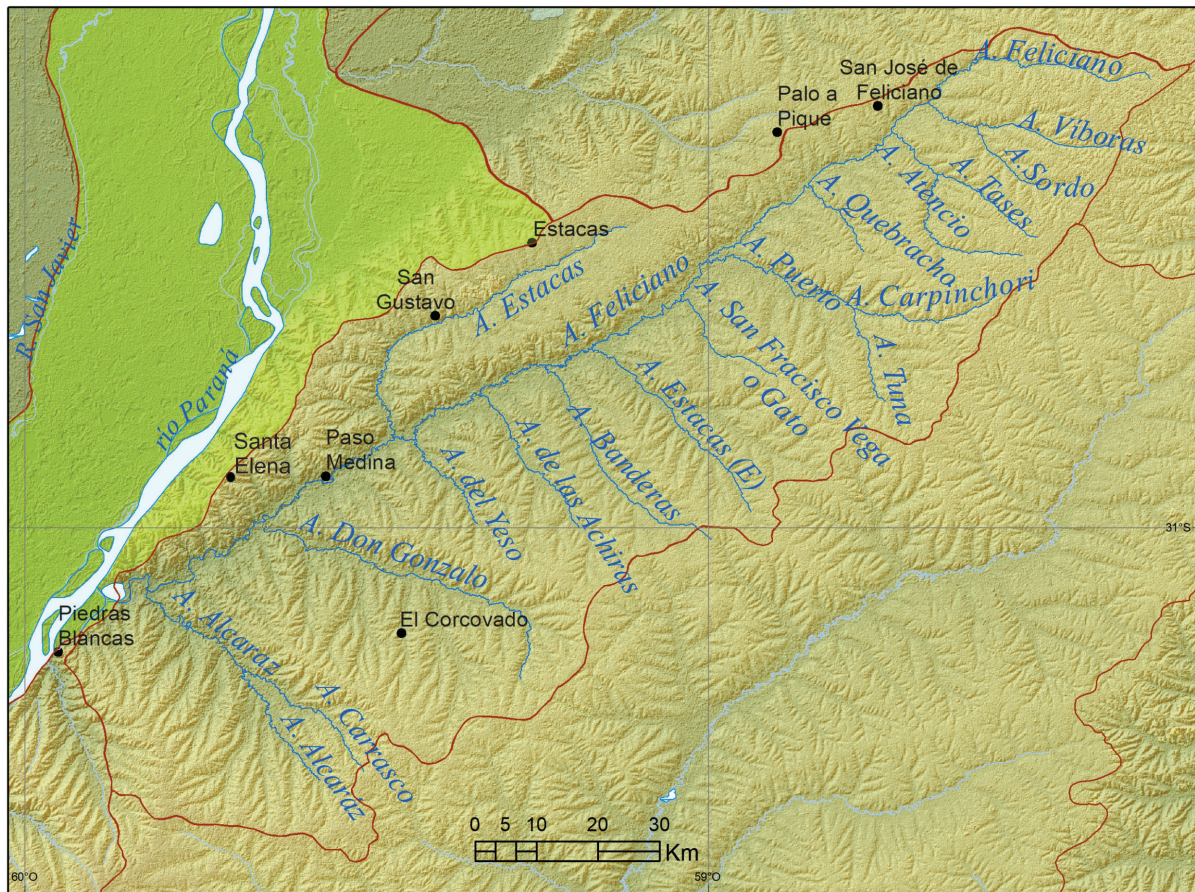 A. Feliciano
San José de
Feliciano
Palo a
Pique
A. Víboras
A. Sordo
A. Tases
A. Atencio
A. Quebracho
Estacas
R. San Javier
San
Gustavo
A. Estacas
A. Feliciano
A. Puerto
A. Carpinchori
A. San Fracisco Vega
o Gato
A. Tuna
río Paraná
A. Estacas (E)
A. Banderas
A. de las Achiras
A. del Yeso
Santa
Elena
Paso
Medina
31°S
A. Don Gonzalo
Piedras
Blancas
El Corcovado
A. Alcaraz
A. Carrasco
A. Alcaraz
0 5 10 20 30
Km
60°O
59°O